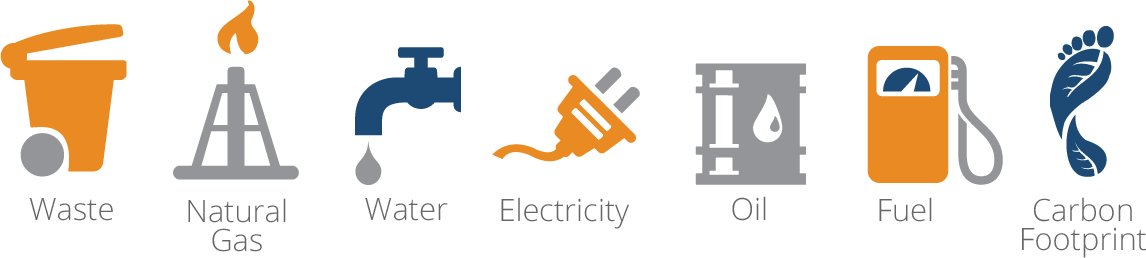 Waste
Natural
Gas
Water
Electricity
Oil
Fuel
Carbon
Footprint